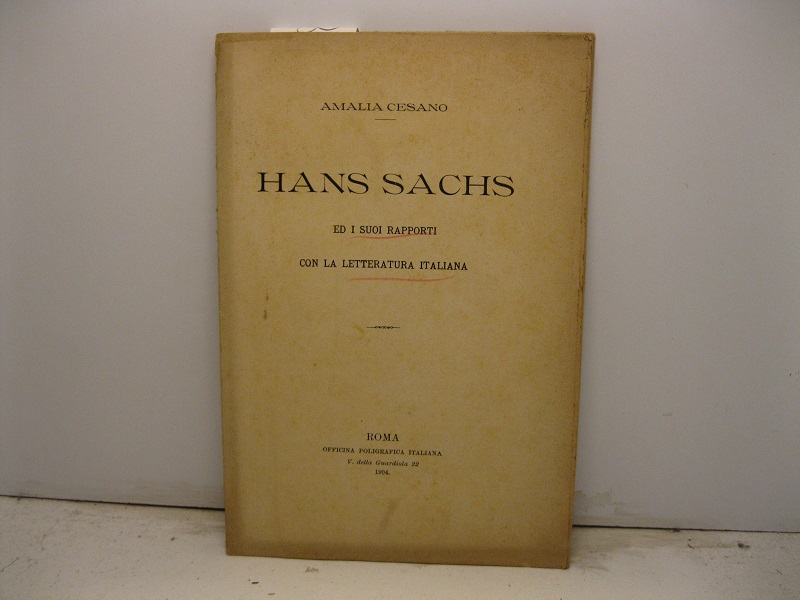 AMALIA CESANO
HANS SACHS
ED I SUOI RAPPORTI
CON LA LETTERATURA ITALIANA
ROMA
OFFICINA POLIGRAFICA ITALIANA
V. della Guardiola 22
1904.